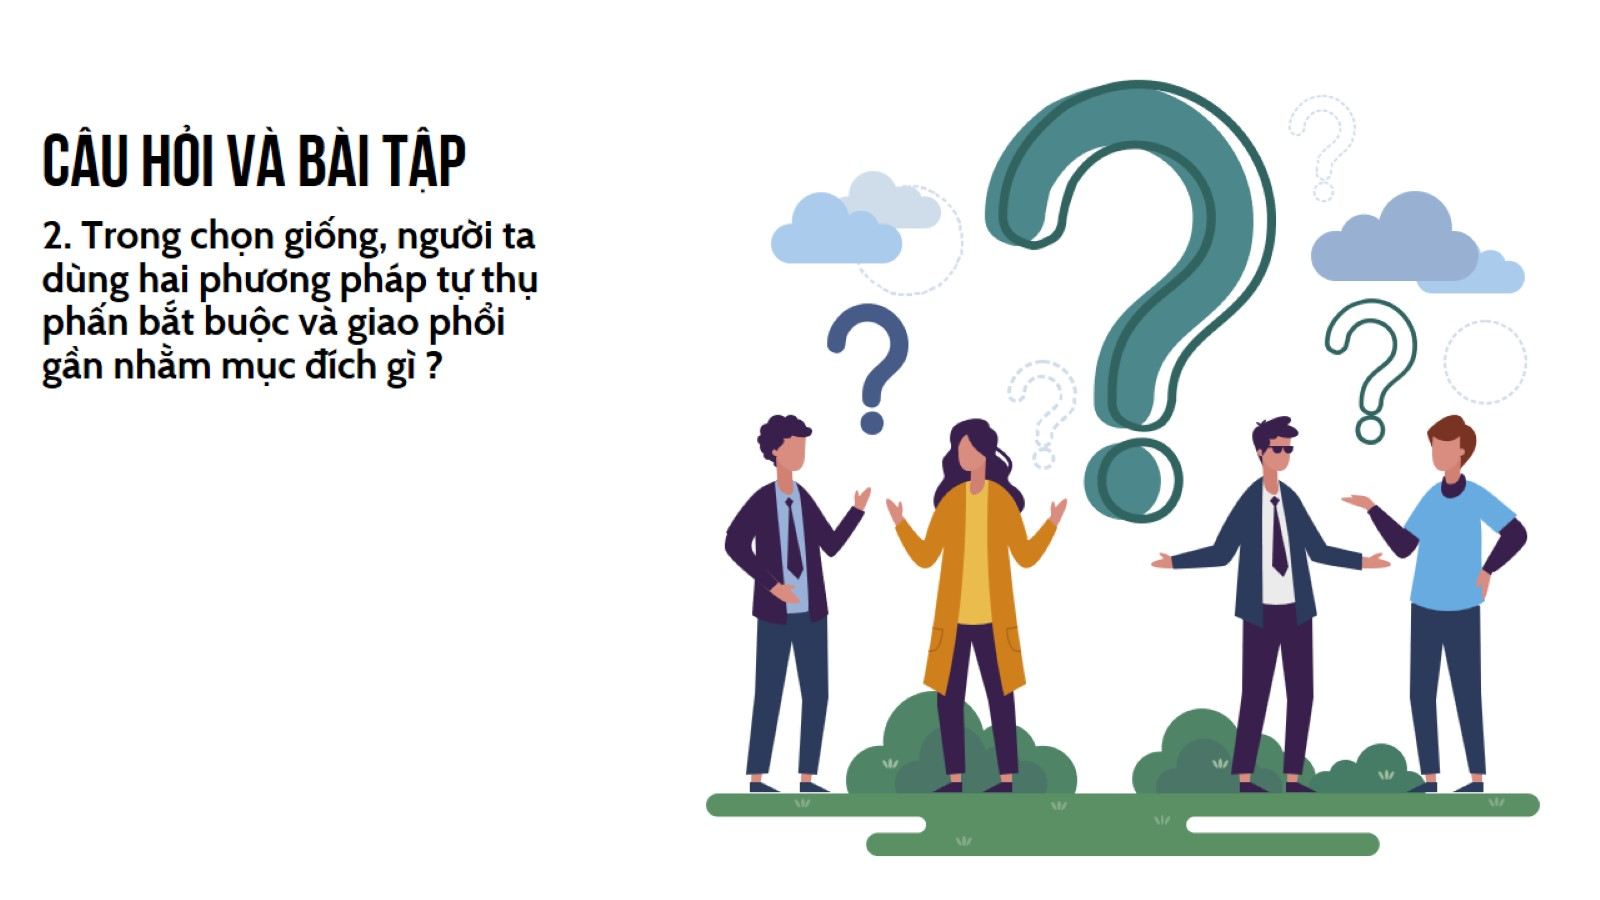 CÂU HỎI VÀ BÀI TẬP
2. Trong chọn giống, người ta
dùng hai phương pháp tự thụ
phấn bắt buộc và giao phối
gần nhằm mục đích gì ?